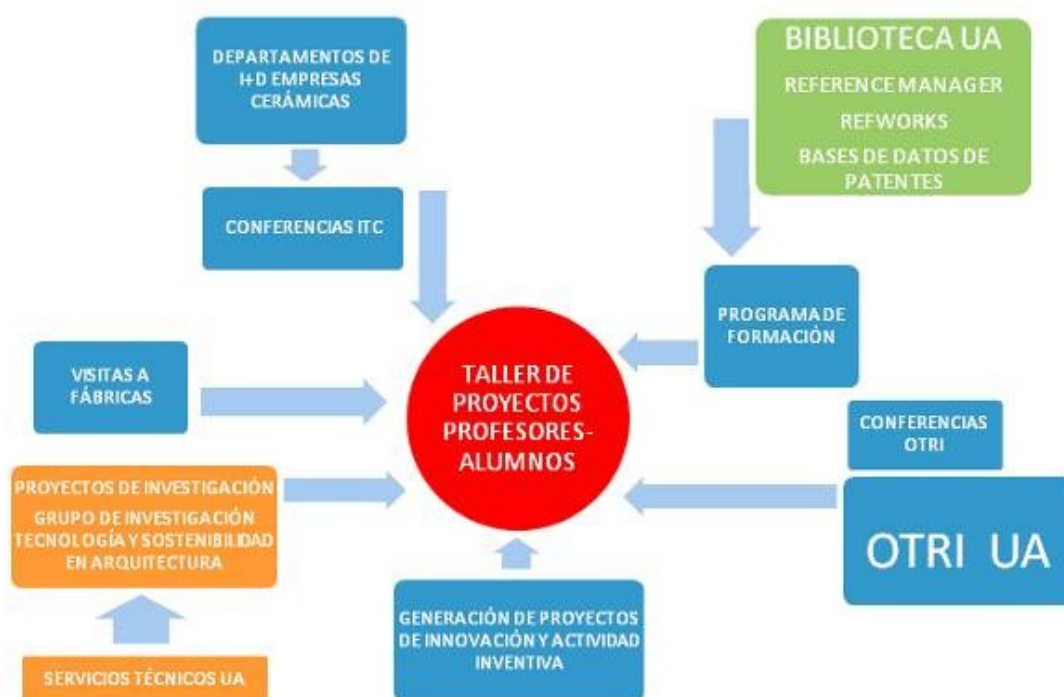 DEPARTAMENTOS DE
I+D EMPRESAS
CERÁMICAS
CONFERENCIAS ITC
BIBLIOTECA UA
REFERENCE MANAGER
REFWORKS
BASES DE DATOS DE
PATENTES
PROGRAMA DE
FORMACIÓN
VISITAS A
FÁBRICAS
TALLER DE
PROYECTOS
PROFESORES-
ALUMNOS
CONFERENCIAS
OTRI
OTRI UA
PROYECTOS DE INVESTIGACIÓN
GRUPO DE INVESTIGACIÓN
TECNOLOGÍA Y SOSTENIBILIDAD
EN ARQUITECTURA
GENERACIÓN DE PROYECTOS
DE INNOVACIÓN Y ACTIVIDAD
INVENTIVA
SERVICIOS TÉCNICOS UA